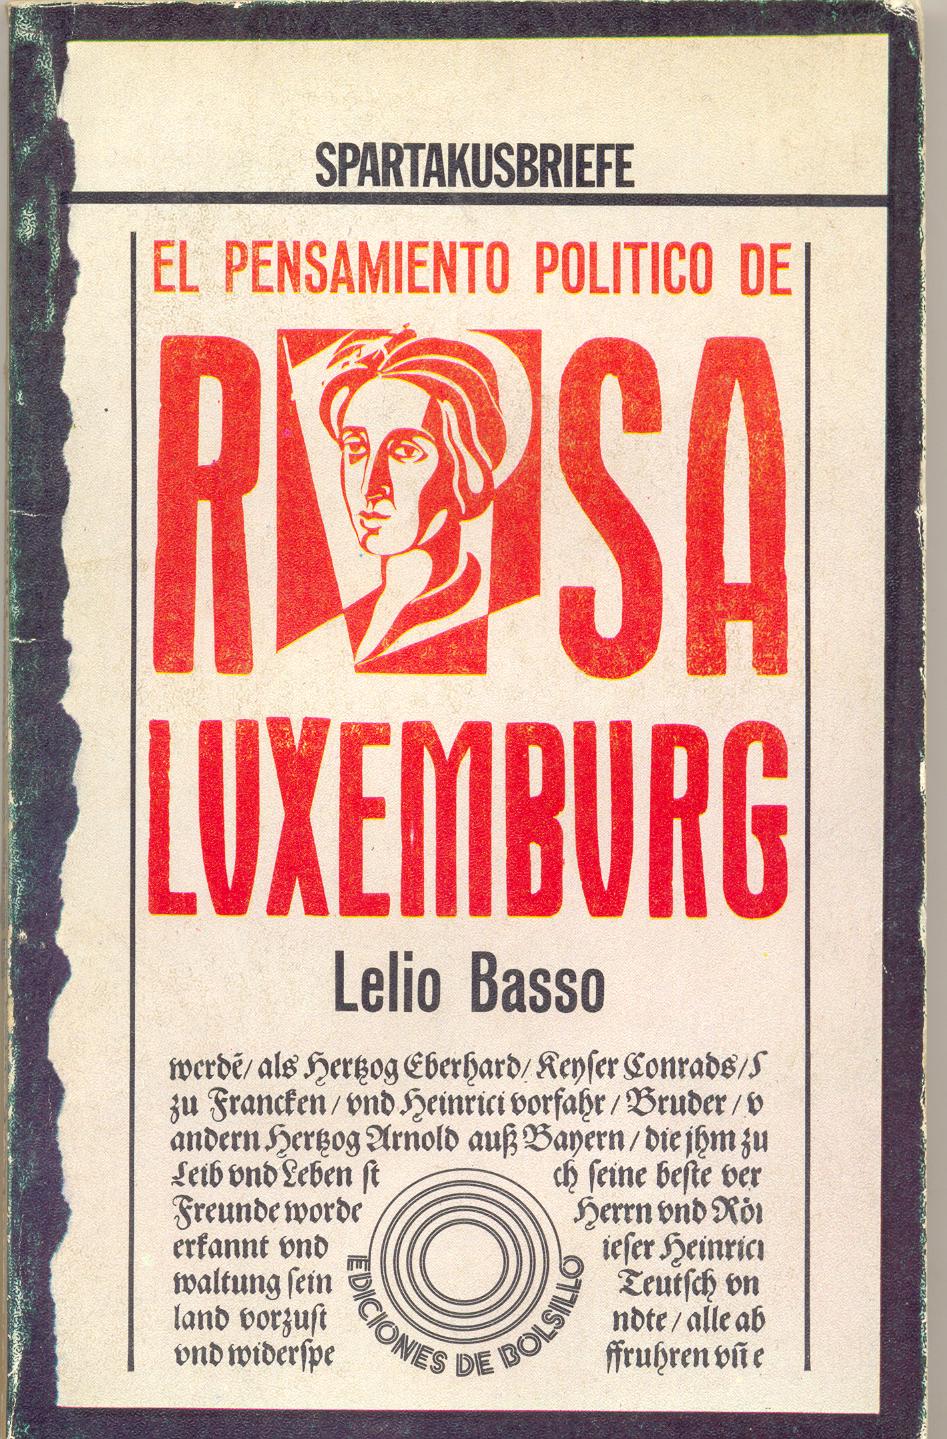 SPARTAKUSBRIEFE
EL PENSAMIENTO POLITICO DE
ROSA
LUXEMBURG
Lelio Basso
werdē/ als Hertzog Eberhard/ Keyser Conrads/
zu Francken / vnd Heinrici vorfahr / Bruder / v
andern Hertzog Arnold auß Bayern / die jhm zu
Leib vnd Leben st ch seine beste ver
Freunde worde Herrn vnd Röı
erkannt vnd ieser Heinrici
waltung sein Teutsch vn
land vorzust ndte / alle ab
vnd widerspe ffruhren vn̄ e
EDICIONES DE BOLSILLO